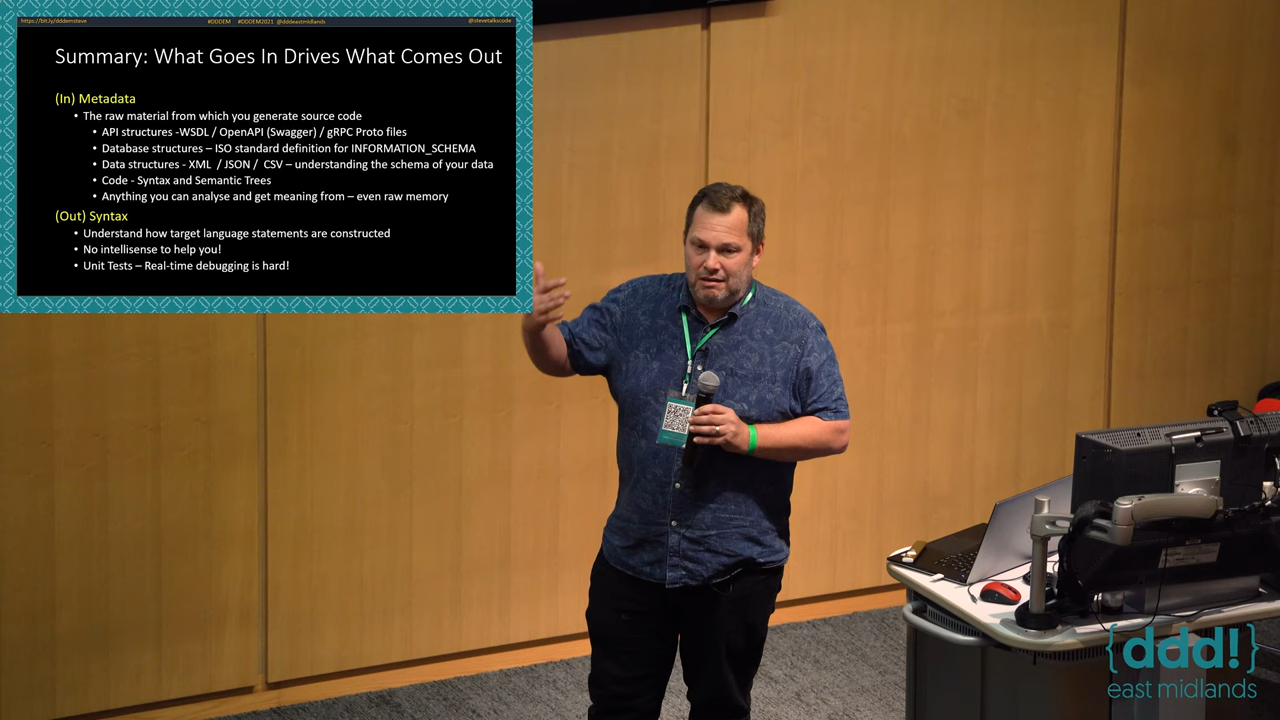 https://bit.ly/dddemsteve #DDDEM #DDDEM2021 @dddeastmidlands @stevetalkscode
Summary: What Goes In Drives What Comes Out
(In) Metadata
• The raw material from which you generate source code
• API structures -WSDL / OpenAPI (Swagger) / gRPC Proto files
• Database structures – ISO standard definition for INFORMATION_SCHEMA
• Data structures - XML / JSON / CSV – understanding the schema of your data
• Code - Syntax and Semantic Trees
• Anything you can analyse and get meaning from – even raw memory
(Out) Syntax
• Understand how target language statements are constructed
• No intellisense to help you!
• Unit Tests – Real-time debugging is hard!
{ddd!}
east midlands